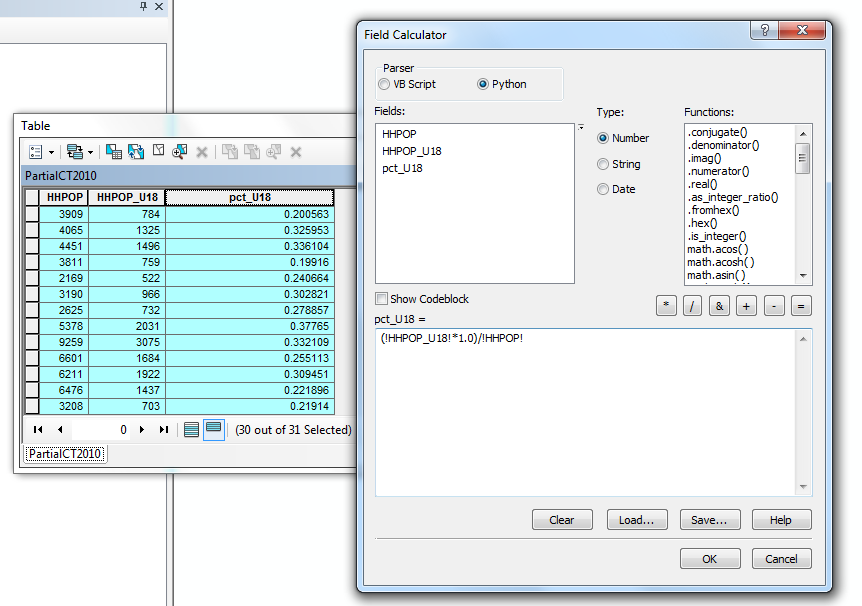 Table
PartialCT2010
HHPOP HHPOP_U18 pct_U18
3909 784 0.200563
4065 1325 0.325953
4451 1496 0.336104
3811 759 0.19916
2169 522 0.240664
3190 966 0.302821
2625 732 0.278857
5378 2031 0.37765
9259 3075 0.332109
6601 1684 0.255113
6211 1922 0.309451
6476 1437 0.221896
3208 703 0.21914
0 (30 out of 31 Selected)
PartialCT2010
Field Calculator
Parser
VB Script Python
Fields: Type: Functions:
HHPOP
HHPOP_U18
pct_U18
Number
String
Date
.conjugate()
.denominator()
.imag()
.numerator()
.real()
.as_integer_ratio()
.fromhex()
.hex()
.is_integer()
math.acos( )
math.acosh( )
math.asin( )
Show Codeblock
* / & + - =
pct_U18 =
(!HHPOP_U18!*1.0)/!HHPOP!
Clear Load... Save... Help
OK Cancel